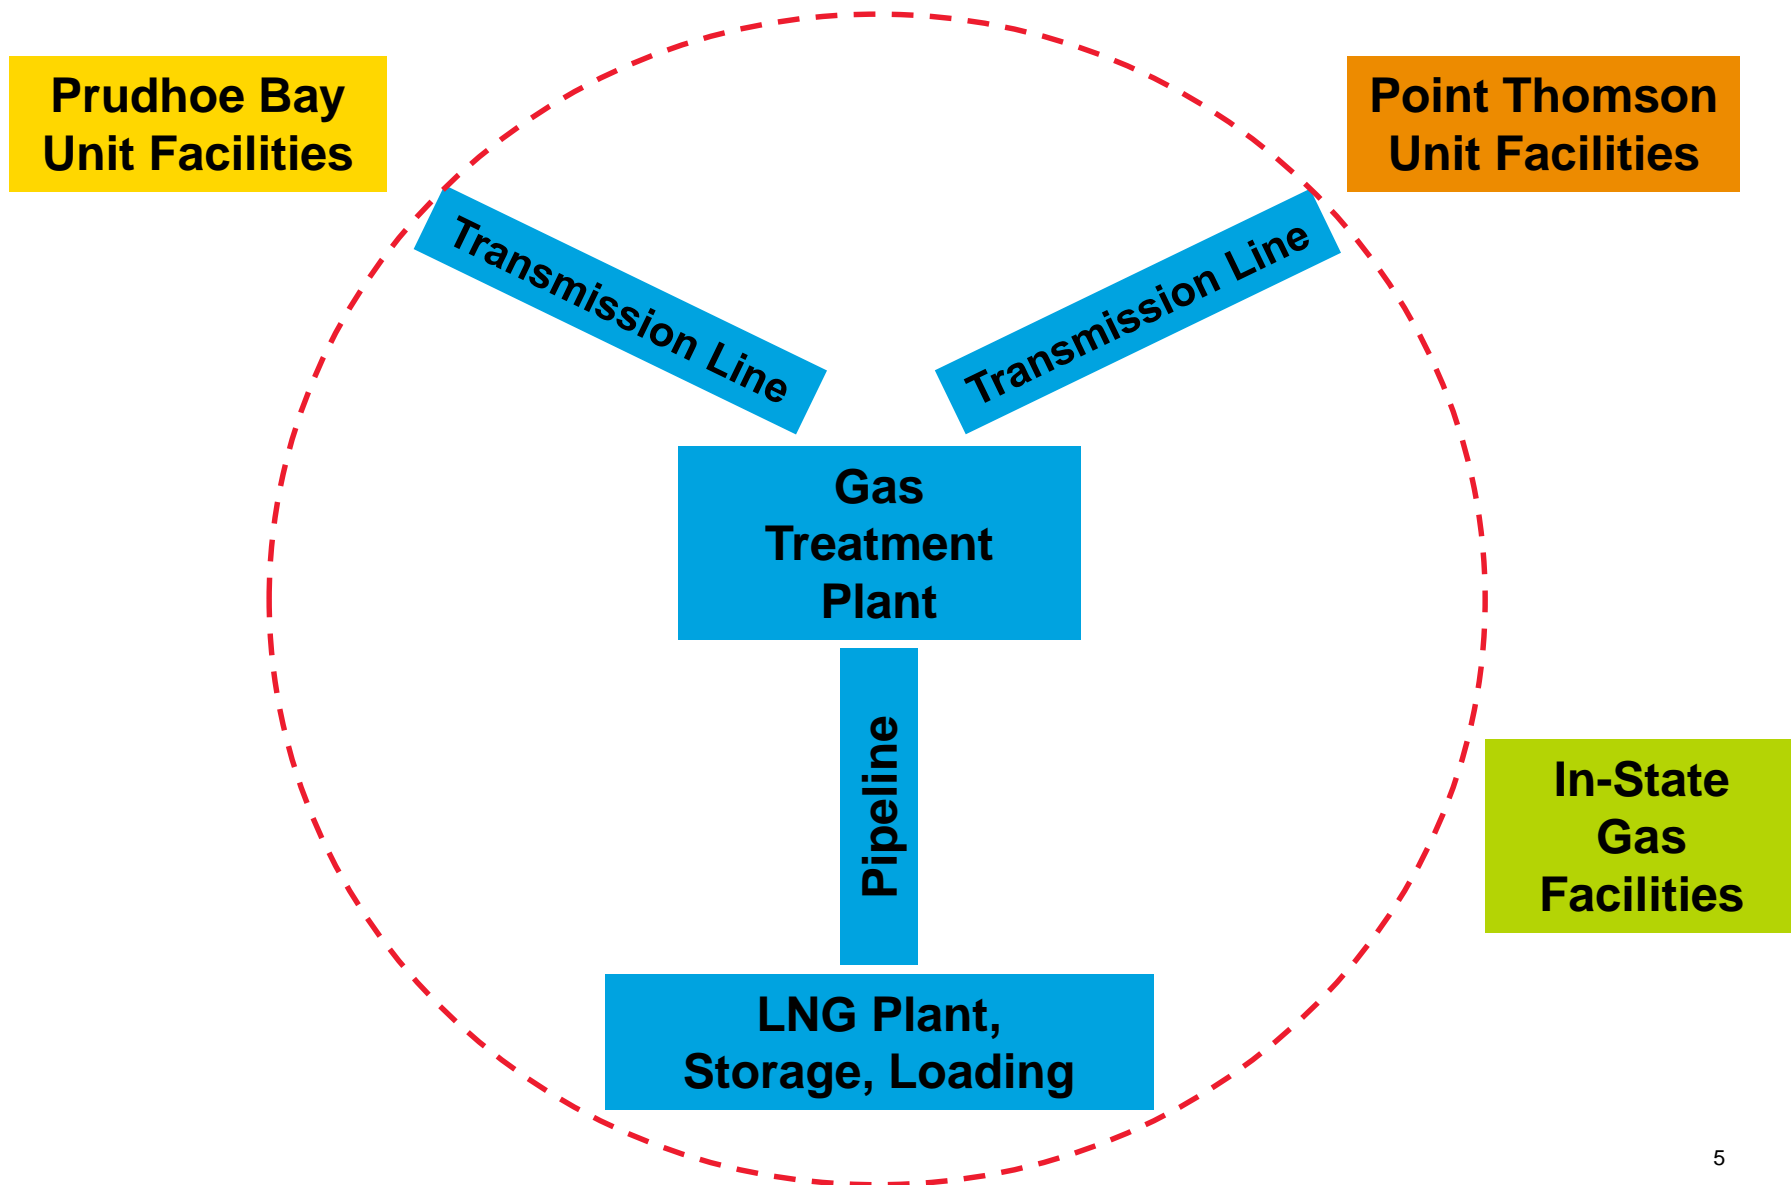 Prudhoe Bay
Unit Facilities
Point Thomson
Unit Facilities
Transmission Line
Transmission Line
Gas
Treatment
Plant
Pipeline
In-State
Gas
Facilities
LNG Plant,
Storage, Loading
5